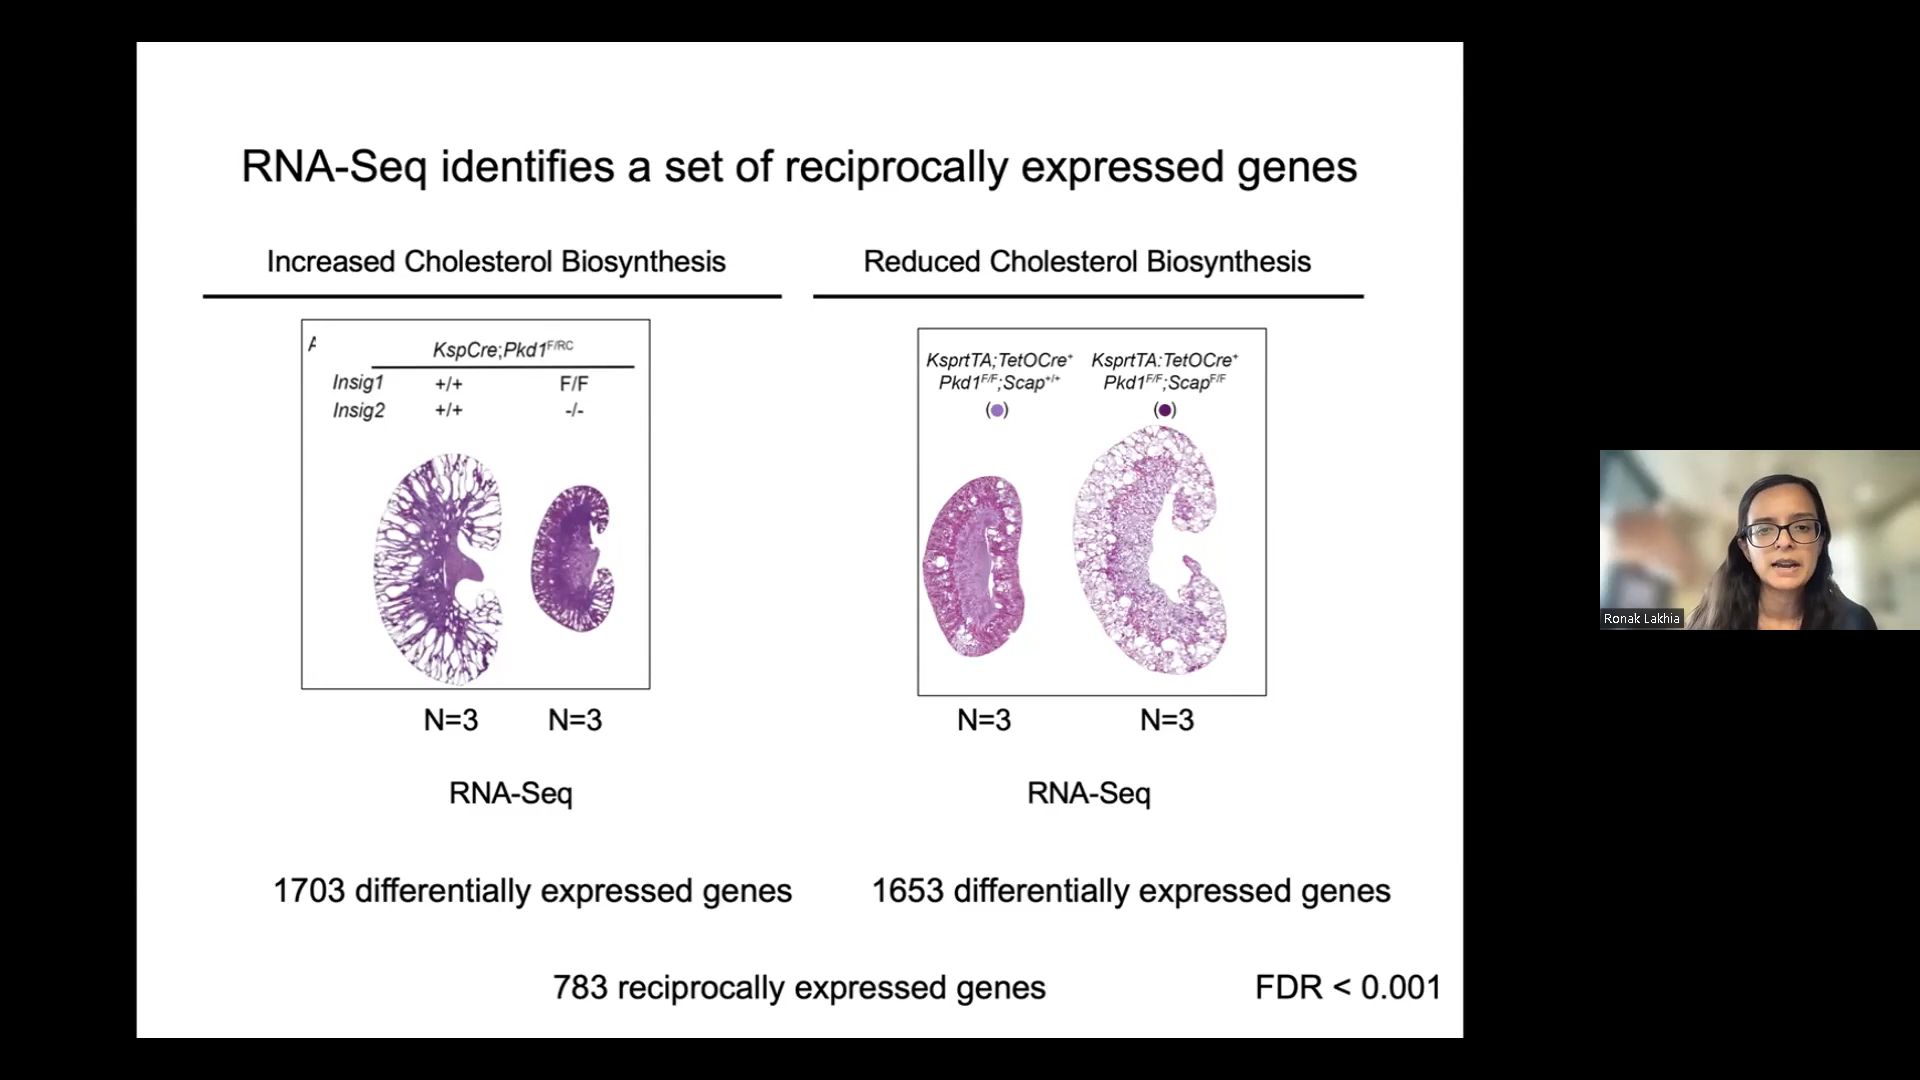 RNA-Seq identifies a set of reciprocally expressed genes
Increased Cholesterol Biosynthesis
Reduced Cholesterol Biosynthesis
A
KspCre;Pkd1F/RC
Insig1 +/+ F/F
Insig2 +/+ -/-
KsprtTA;TetOCre+
Pkd1F/F;Scap+/+
KsprtTA:TetOCre+
Pkd1F/F;ScapF/F
N=3 N=3
N=3 N=3
RNA-Seq
RNA-Seq
1703 differentially expressed genes
1653 differentially expressed genes
783 reciprocally expressed genes
FDR < 0.001
Ronak Lakhia